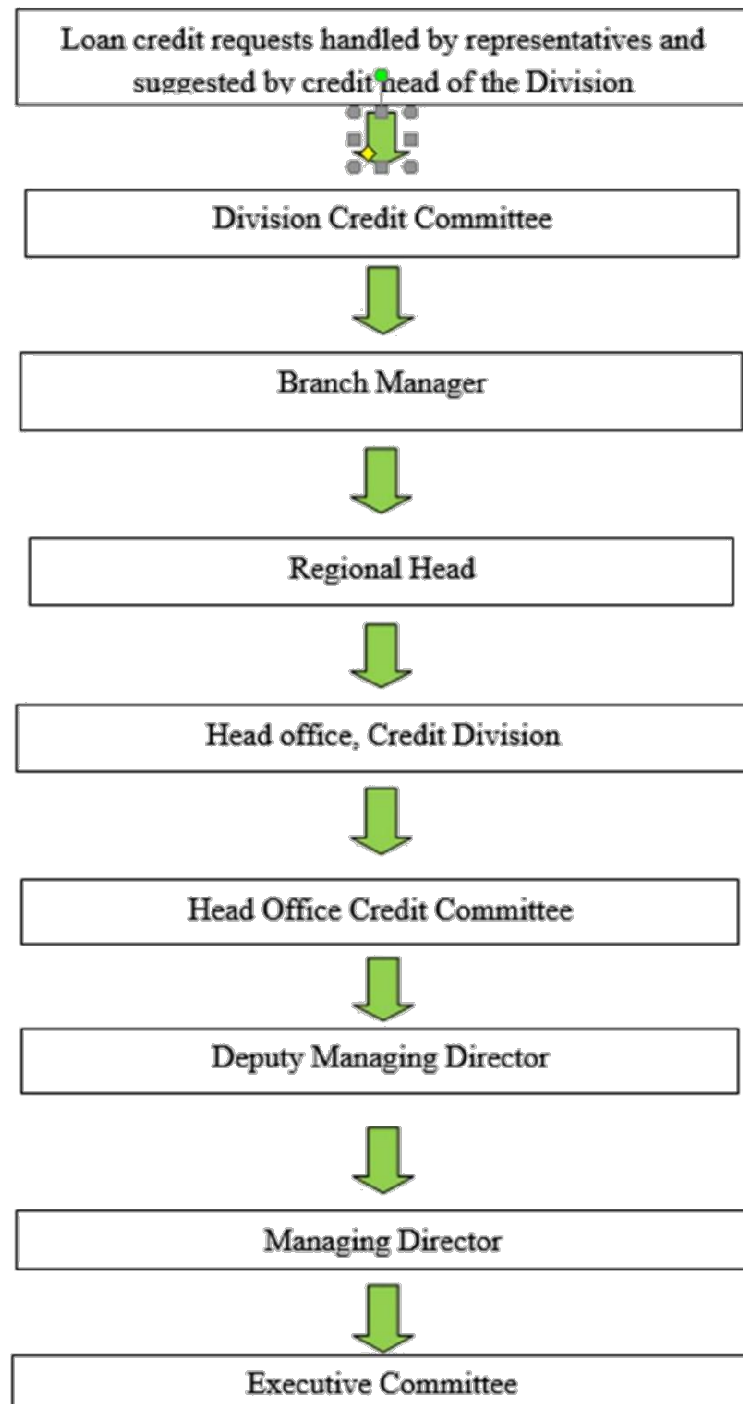 Loan credit requests handled by representatives and
suggested by credit head of the Division
Division Credit Committee
Branch Manager
Regional Head
Head office, Credit Division
Head Office Credit Committee
Deputy Managing Director
Managing Director
Executive Committee